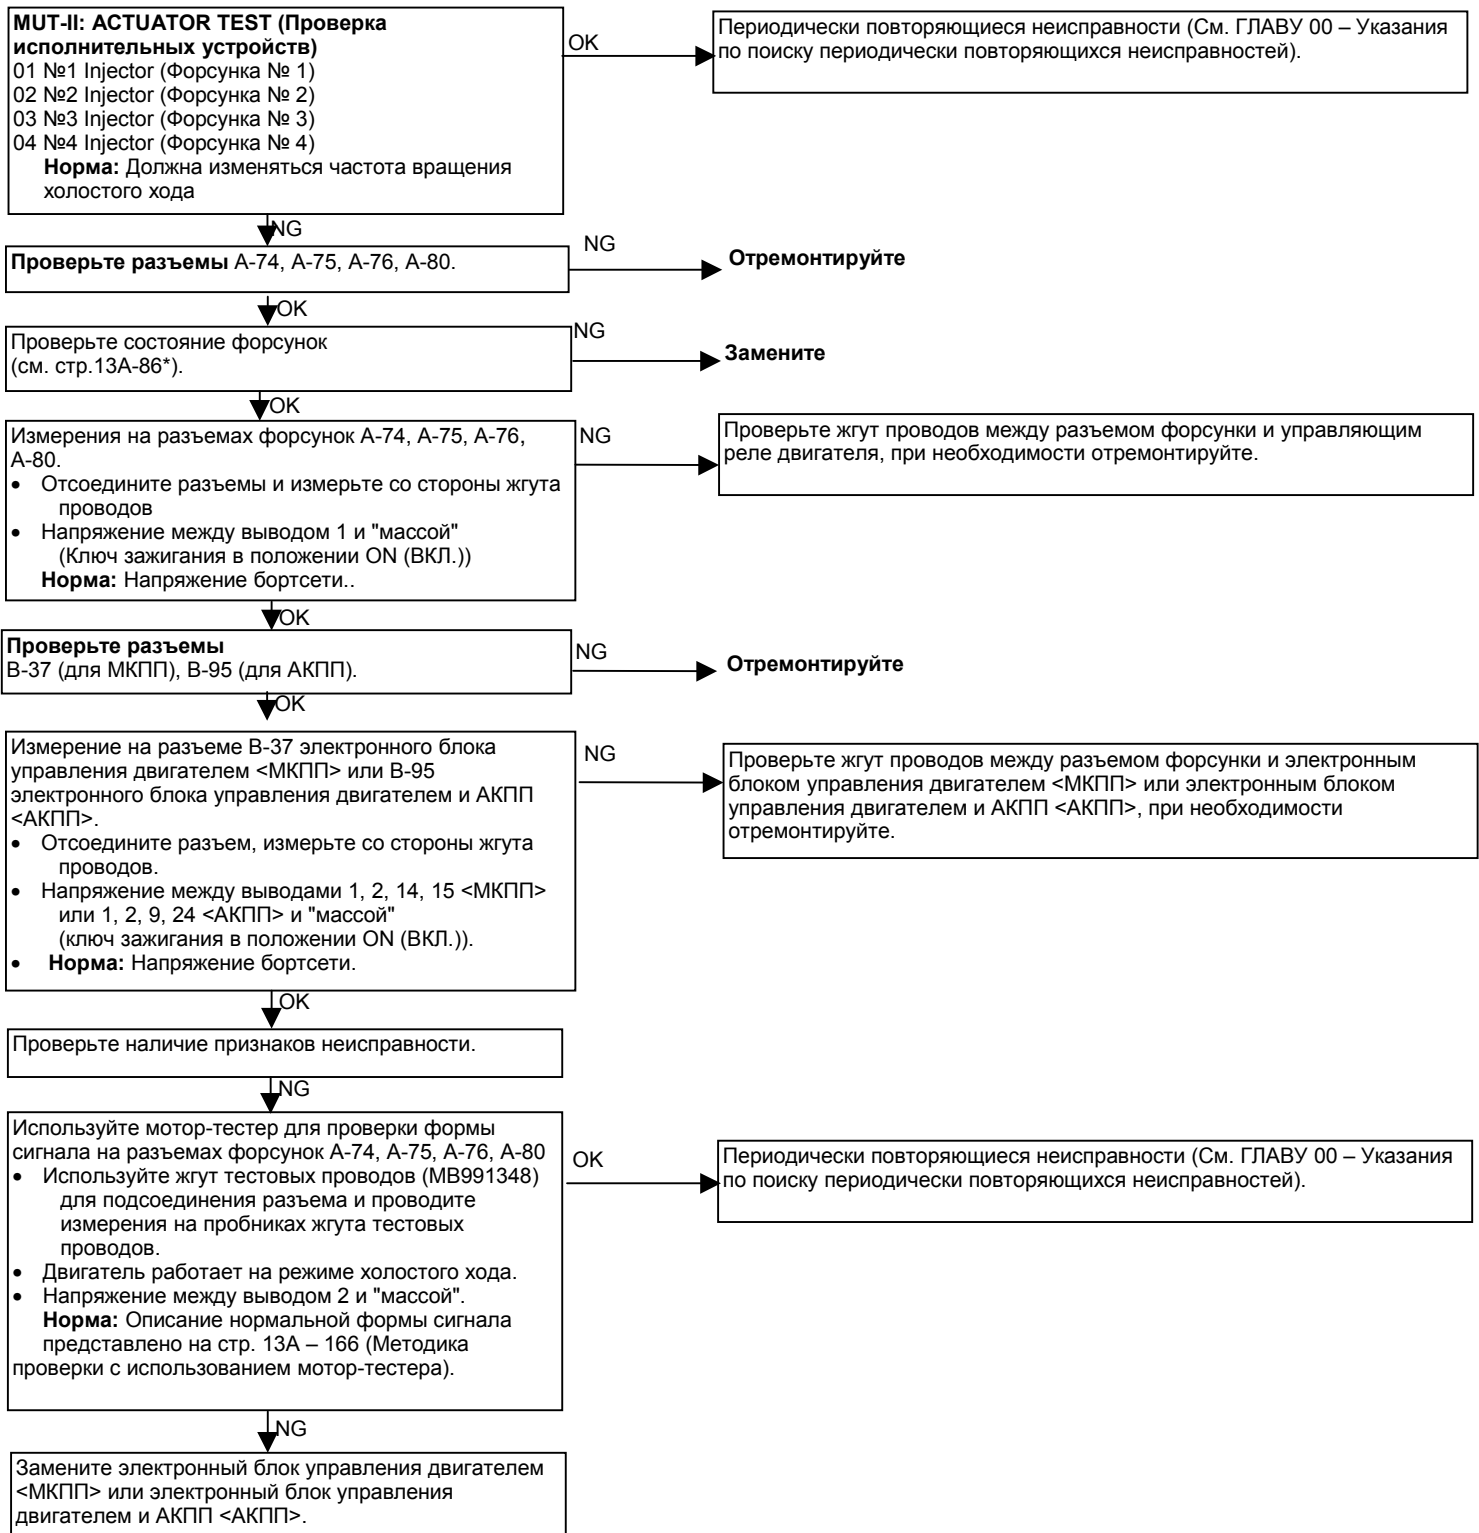 MUT-II: ACTUATOR TEST (Проверка
исполнительных устройств)
01 №1 Injector (Форсунка № 1)
02 №2 Injector (Форсунка № 2)
03 №3 Injector (Форсунка № 3)
04 №4 Injector (Форсунка № 4)
Норма: Должна изменяться частота вращения
холостого хода
OK
Периодически повторяющиеся неисправности (См. ГЛАВУ 00 – Указания
по поиску периодически повторяющихся неисправностей).
NG
Проверьте разъемы А-74, А-75, А-76, А-80.
NG
Отремонтируйте
OK
Проверьте состояние форсунок
(см. стр.13А-86*).
NG
Замените
OK
Измерения на разъемах форсунок А-74, А-75, А-76,
А-80.
• Отсоедините разъемы и измерьте со стороны жгута
проводов
• Напряжение между выводом 1 и "массой"
(Ключ зажигания в положении ON (ВКЛ.))
Норма: Напряжение бортсети..
NG
Проверьте жгут проводов между разъемом форсунки и управляющим
реле двигателя, при необходимости отремонтируйте.
OK
Проверьте разъемы
В-37 (для МКПП), В-95 (для АКПП).
NG
Отремонтируйте
OK
Измерение на разъеме В-37 электронного блока
управления двигателем <МКПП> или В-95
электронного блока управления двигателем и АКПП
<АКПП>.
• Отсоедините разъем, измерьте со стороны жгута
проводов.
• Напряжение между выводами 1, 2, 14, 15 <МКПП>
или 1, 2, 9, 24 <АКПП> и "массой"
(ключ зажигания в положении ON (ВКЛ.)).
• Норма: Напряжение бортсети.
NG
Проверьте жгут проводов между разъемом форсунки и электронным
блоком управления двигателем <МКПП> или электронным блоком
управления двигателем и АКПП <АКПП>, при необходимости
отремонтируйте.
OK
Проверьте наличие признаков неисправности.
NG
Используйте мотор-тестер для проверки формы
сигнала на разъемах форсунок А-74, А-75, А-76, А-80
• Используйте жгут тестовых проводов (МВ991348)
для подсоединения разъема и проводите
измерения на пробниках жгута тестовых
проводов.
• Двигатель работает на режиме холостого хода.
• Напряжение между выводом 2 и "массой".
Норма: Описание нормальной формы сигнала
представлено на стр. 13А – 166 (Методика
проверки с использованием мотор-тестера).
OK
Периодически повторяющиеся неисправности (См. ГЛАВУ 00 – Указания
по поиску периодически повторяющихся неисправностей).
NG
Замените электронный блок управления двигателем
<МКПП> или электронный блок управления
двигателем и АКПП <АКПП>.